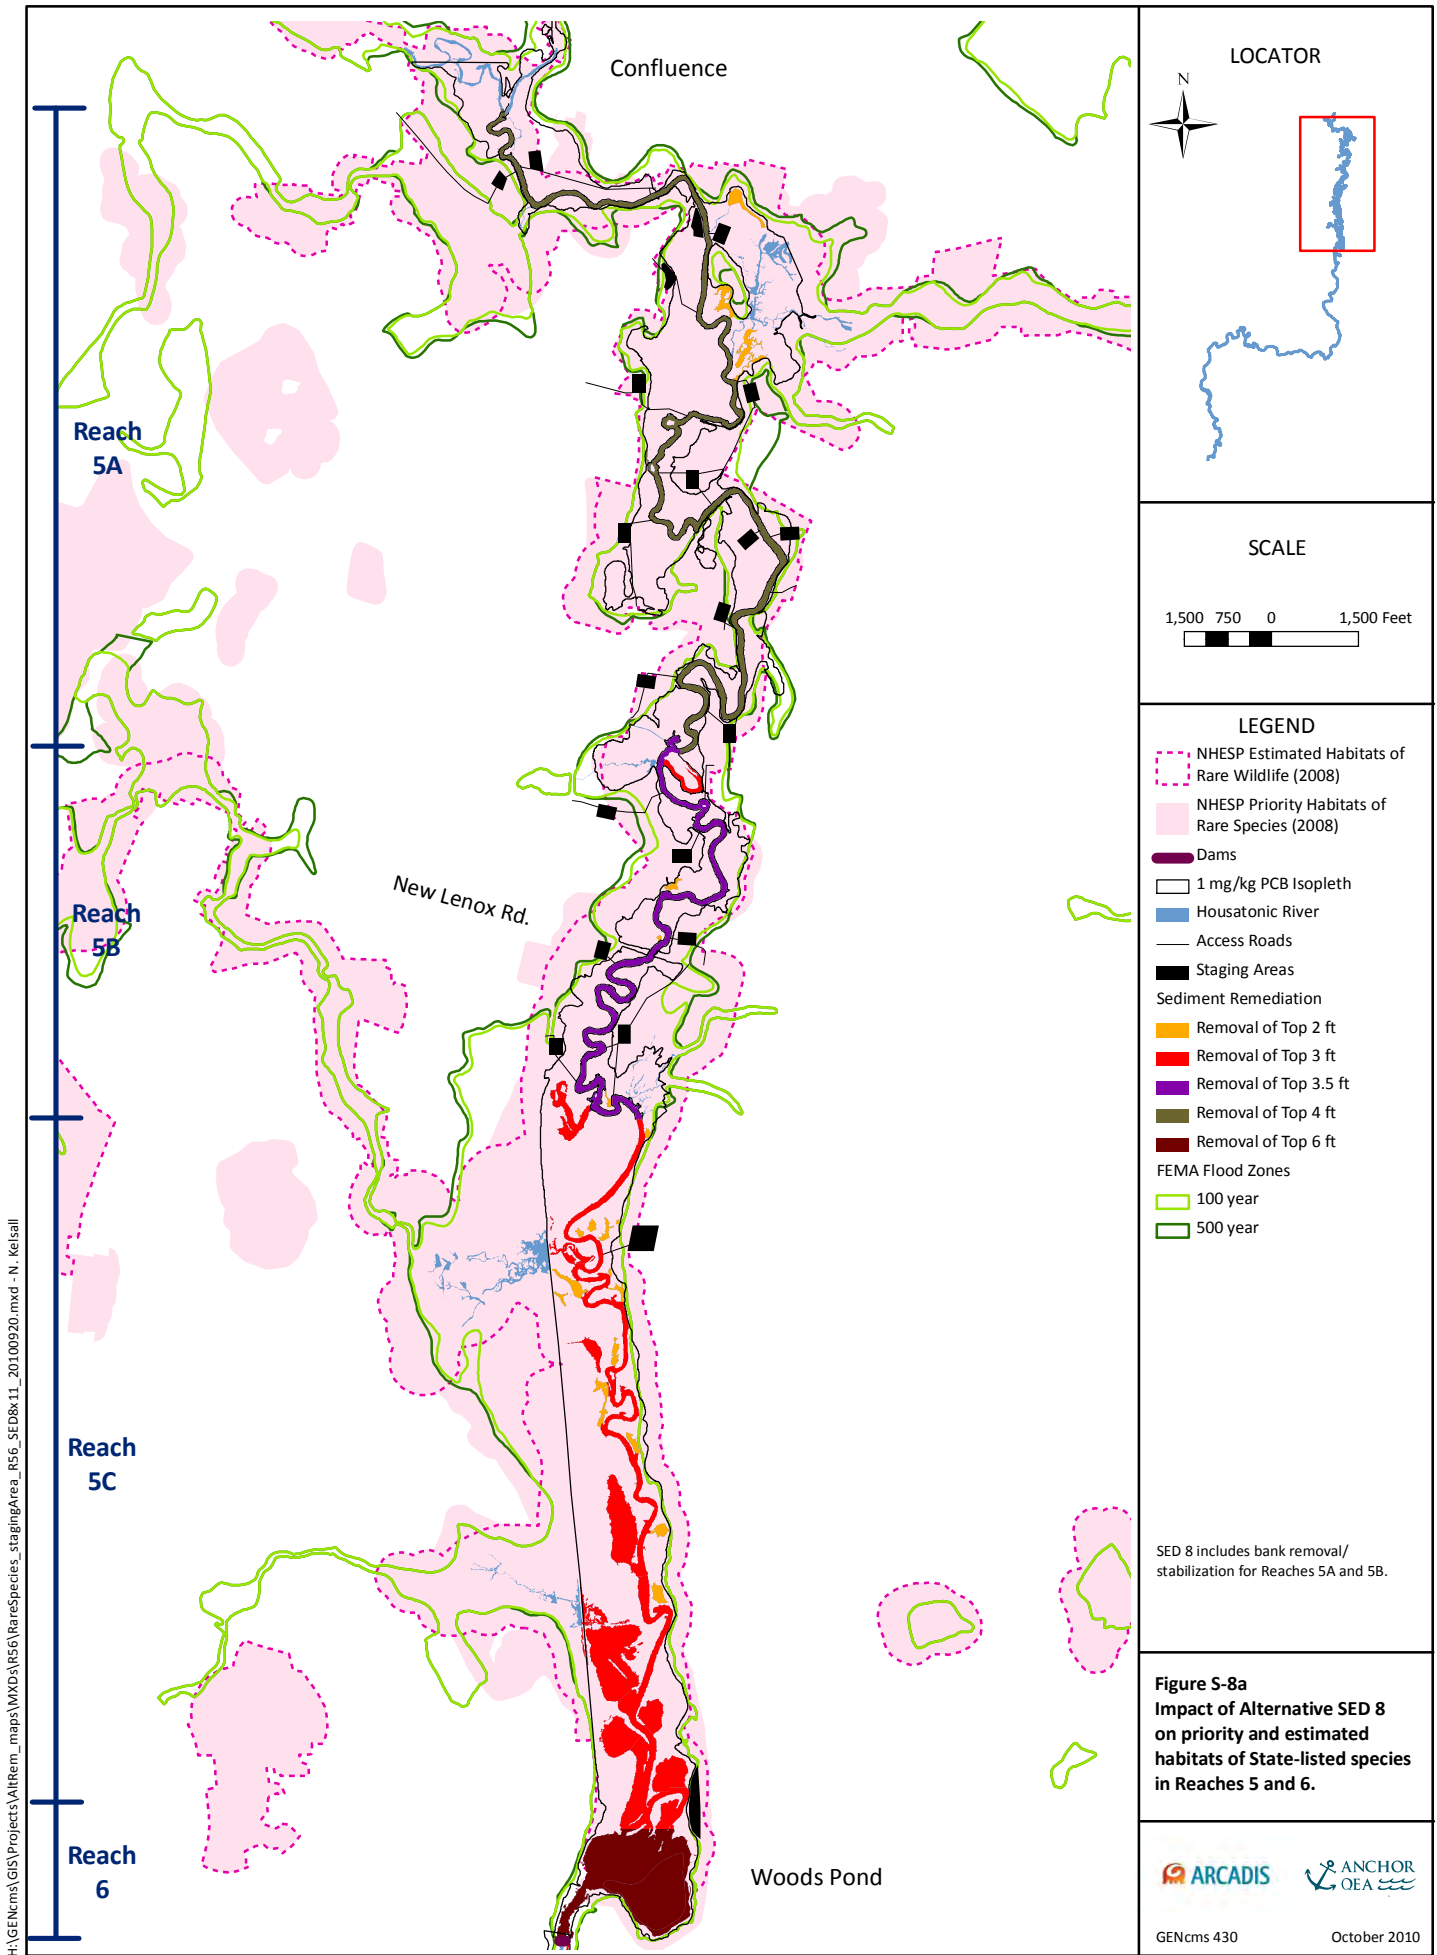 Confluence
New Lenox Rd.
Woods Pond
Reach
5A
Reach
5B
Reach
5C
Reach
6
H:\GENcms\GIS\Projects\AltRem_maps\MXDs\R56\RareSpecies_stagingArea_R56_SED8x11_20100920.mxd - N. Kelsall
LOCATOR
N
SCALE
1,500 750 0 1,500 Feet
LEGEND
NHESP Estimated Habitats of
Rare Wildlife (2008)
NHESP Priority Habitats of
Rare Species (2008)
Dams
1 mg/kg PCB Isopleth
Housatonic River
Access Roads
Staging Areas
Sediment Remediation
Removal of Top 2 ft
Removal of Top 3 ft
Removal of Top 3.5 ft
Removal of Top 4 ft
Removal of Top 6 ft
FEMA Flood Zones
100 year
500 year
SED 8 includes bank removal/
stabilization for Reaches 5A and 5B.
Figure S-8a
Impact of Alternative SED 8
on priority and estimated
habitats of State-listed species
in Reaches 5 and 6.
ARCADIS
ANCHOR
QEA
GENcms 430 October 2010